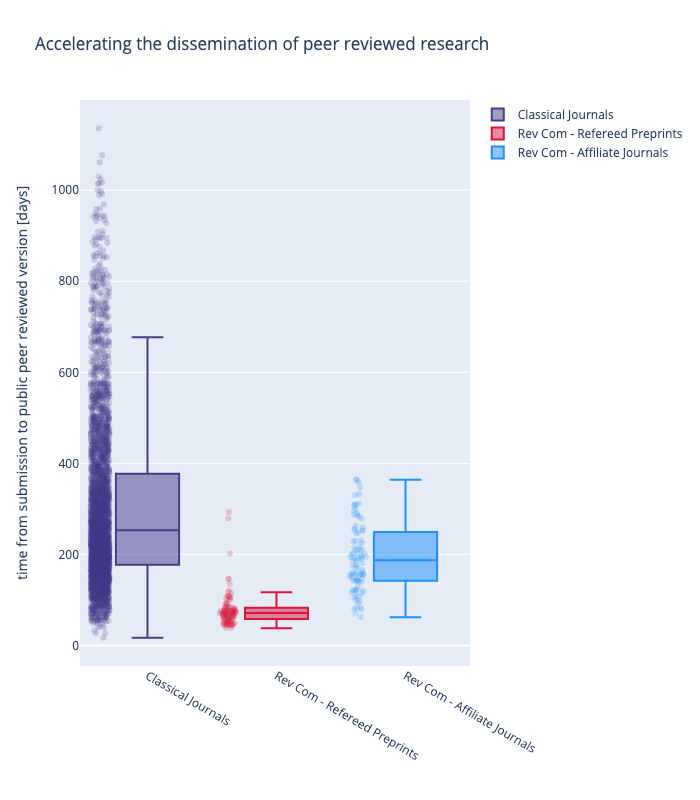 Accelerating the dissemination of peer reviewed research
Classical Journals
Rev Com - Refereed Preprints
Rev Com - Affiliate Journals
time from submission to public peer reviewed version [days]
1000
800
600
400
200
0
Classical Journals
Rev Com - Refereed Preprints
Rev Com - Affiliate Journals